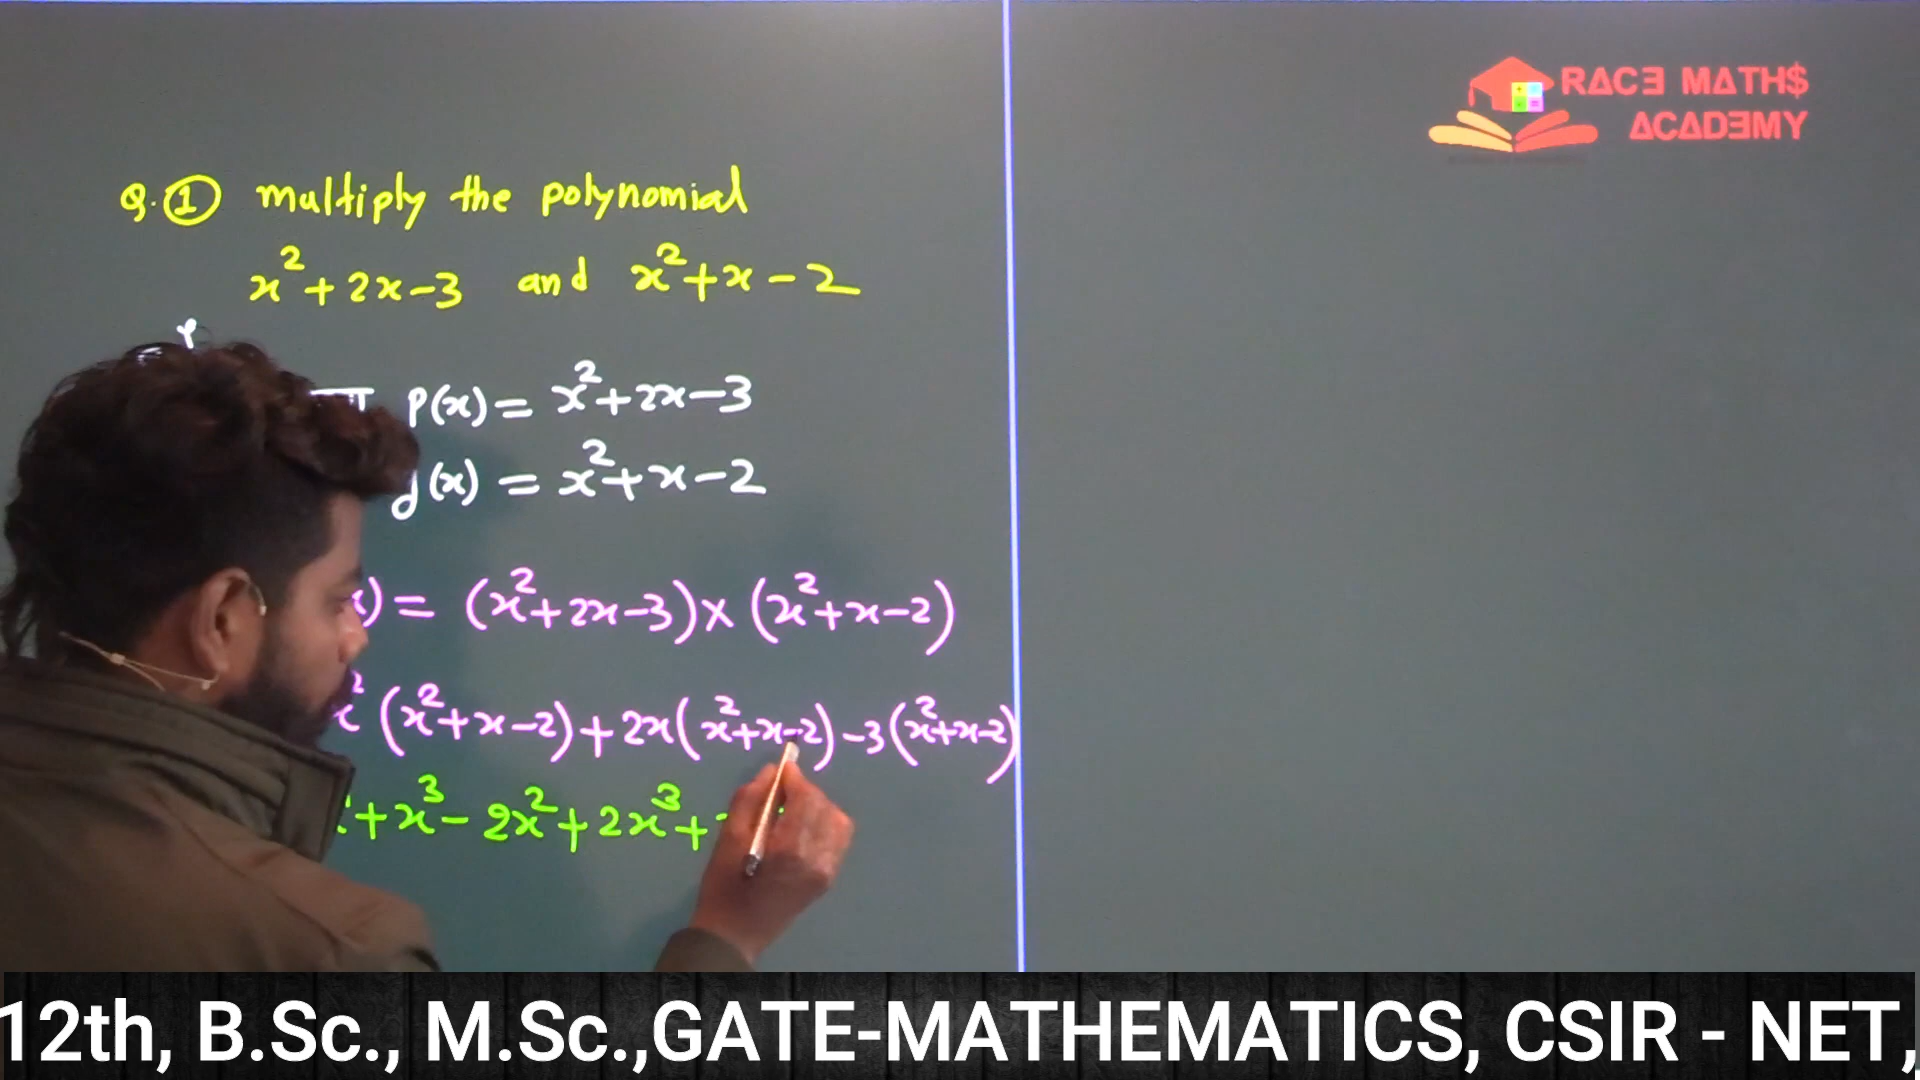 RACE MATH$
ACADEMY
Q. ① multiply the polynomial
x² + 2x - 3 and x² + x - 2
p(x) = x² + 2x - 3
g(x) = x² + x - 2
x) = (x² + 2x - 3) × (x² + x - 2)
x² (x² + x - 2) + 2x (x² + x - 2) - 3 (x² + x - 2)
+ x³ - 2x² + 2x³ +
12th, B.Sc., M.Sc.,GATE-MATHEMATICS, CSIR - NET,